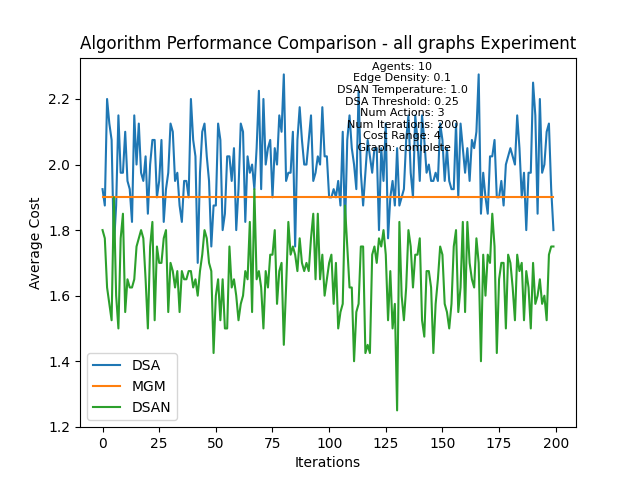 Algorithm Performance Comparison - all graphs Experiment
Agents: 10
Edge Density: 0.1
DSAN Temperature: 1.0
DSA Threshold: 0.25
Num Actions: 3
Num Iterations: 200
Cost Range: 4
Graph: complete
2.2
2.0
1.8
1.6
1.4
1.2
Average Cost
DSA
MGM
DSAN
0 25 50 75 100 125 150 175 200
Iterations